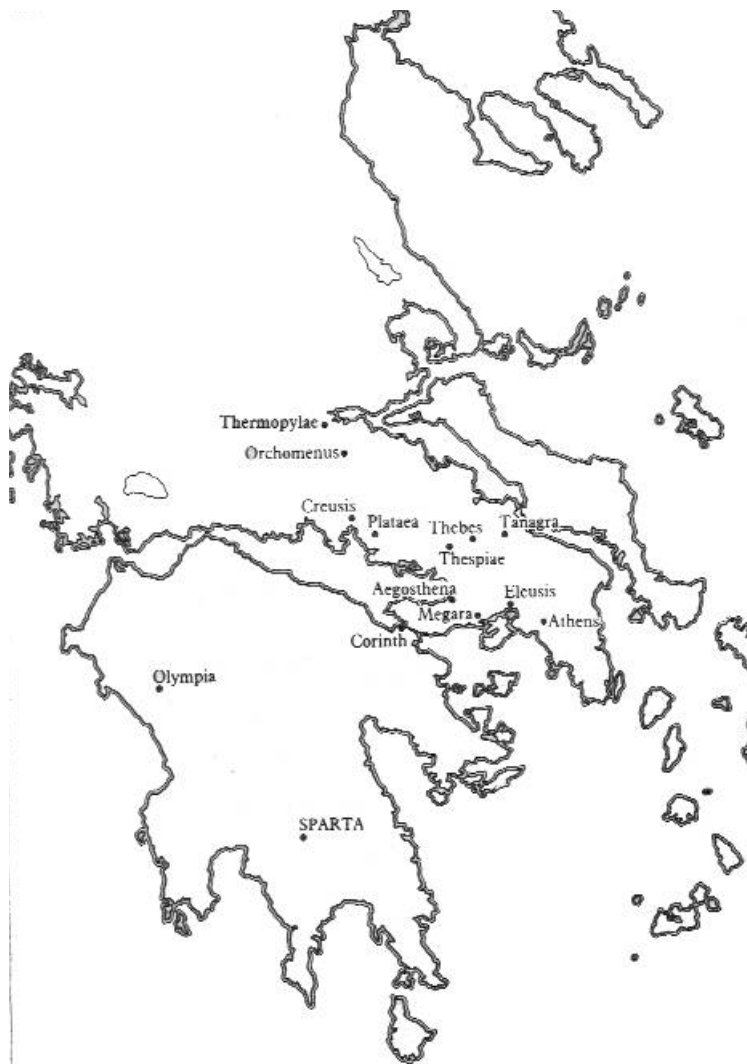 Thermopylae
Orchomenus
Creusis
Plataea
Thebes
Tanagra
Thespiae
Aegosthena
Eleusis
Megara
Athens
Corinth
Olympia
SPARTA